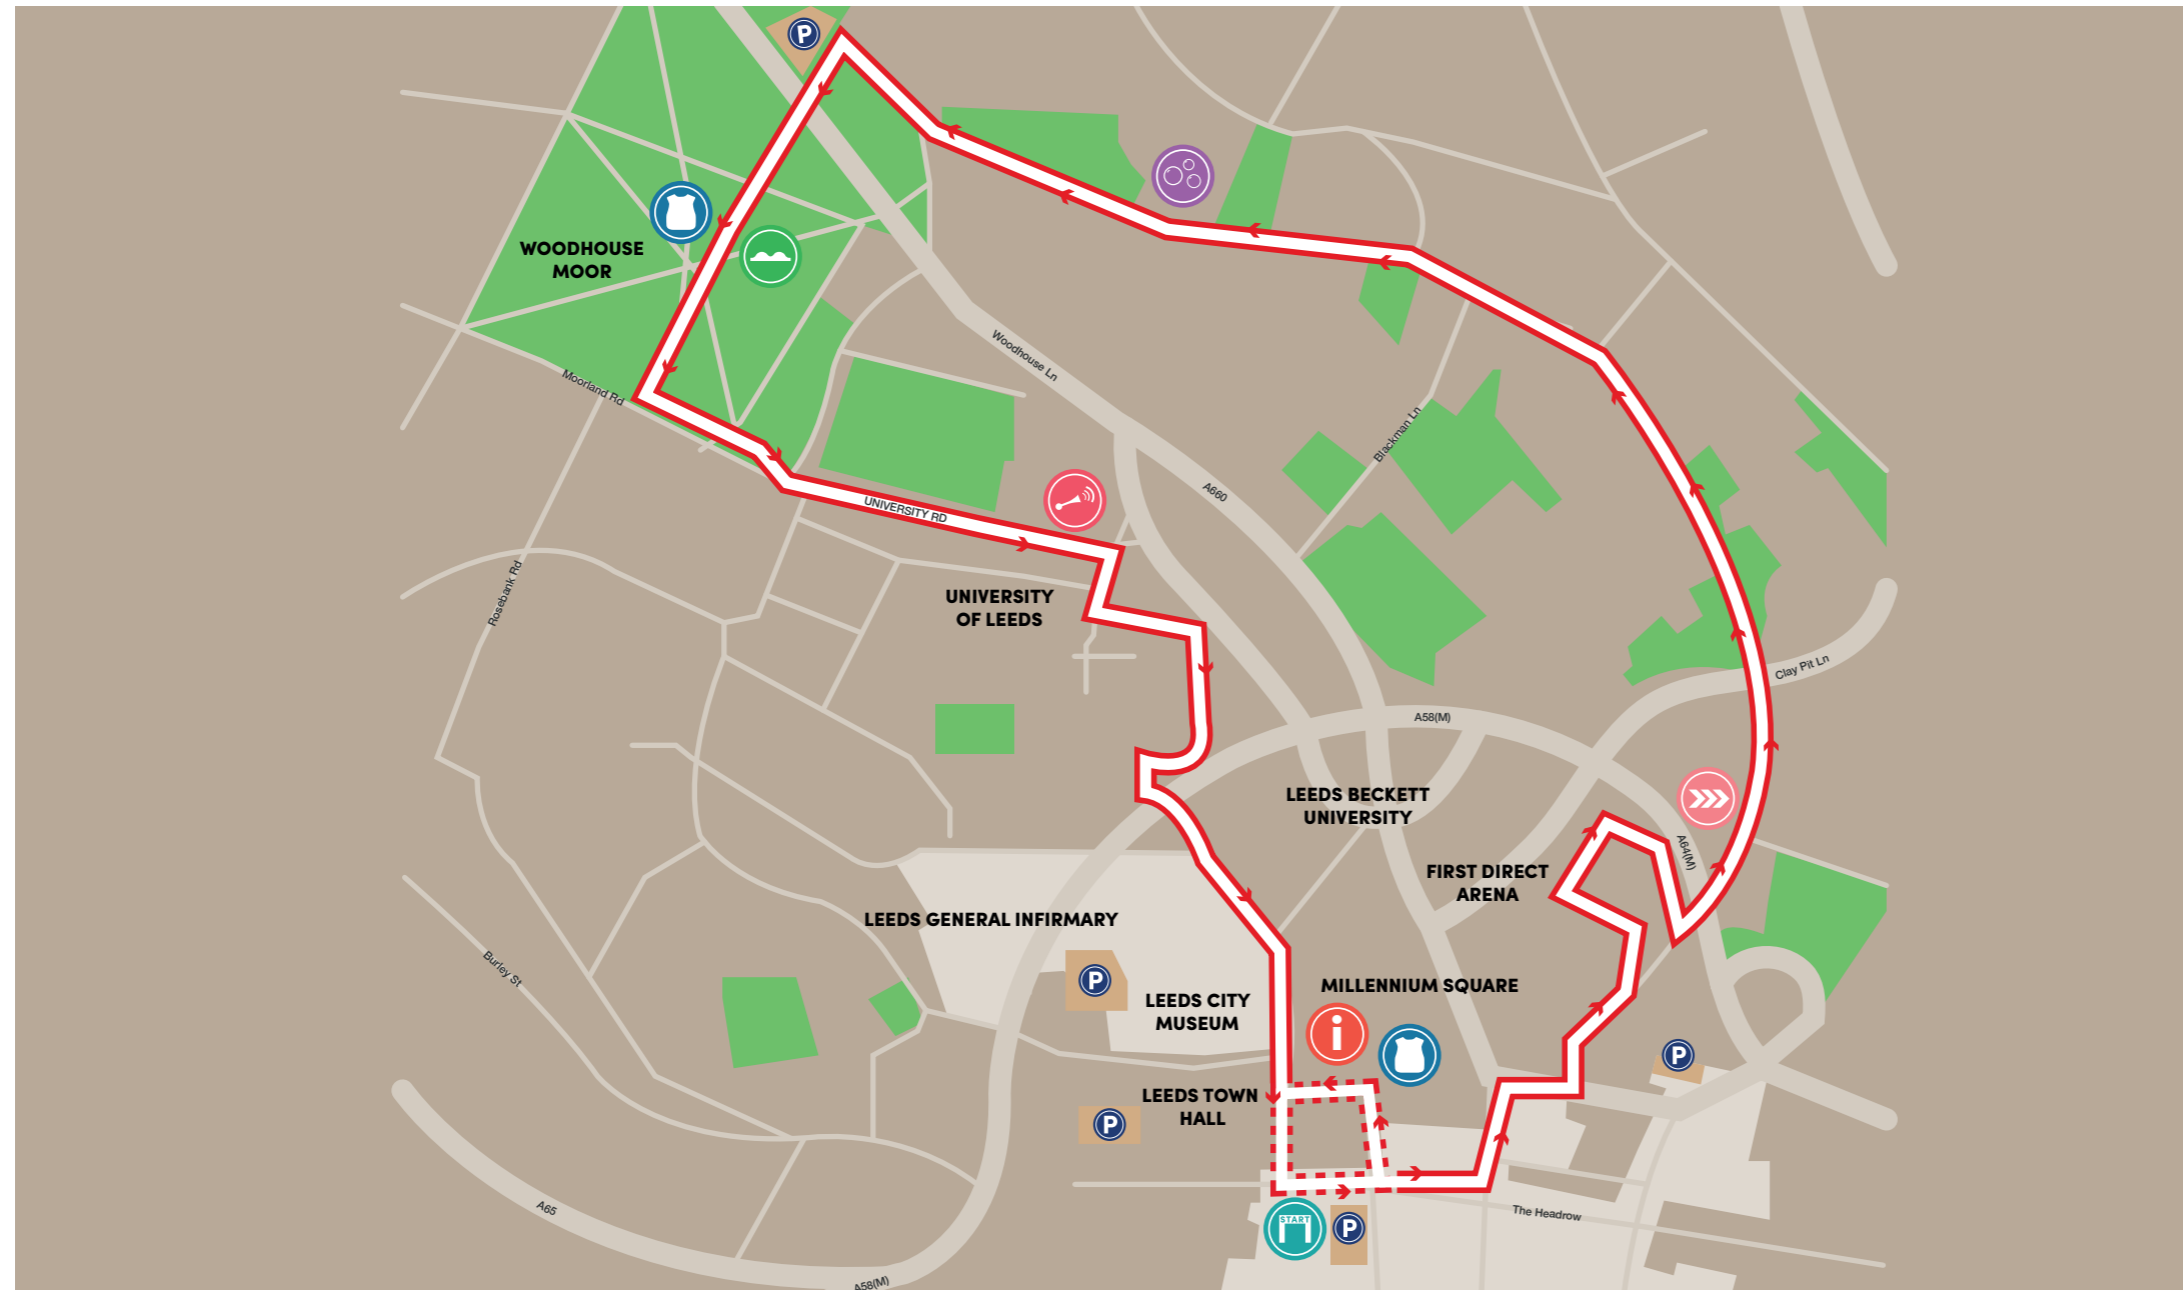 P
WOODHOUSE
MOOR
Woodhouse Ln
Moorland Rd
UNIVERSITY RD
Blackman Ln
A660
Rosebank Rd
UNIVERSITY
OF LEEDS
Clay Pit Ln
A58(M)
LEEDS BECKETT
UNIVERSITY
A64(M)
FIRST DIRECT
ARENA
LEEDS GENERAL INFIRMARY
Burley St
P
MILLENNIUM SQUARE
LEEDS CITY
MUSEUM
i
P
LEEDS TOWN
HALL
P
A65
START
P
The Headrow
A58(M)